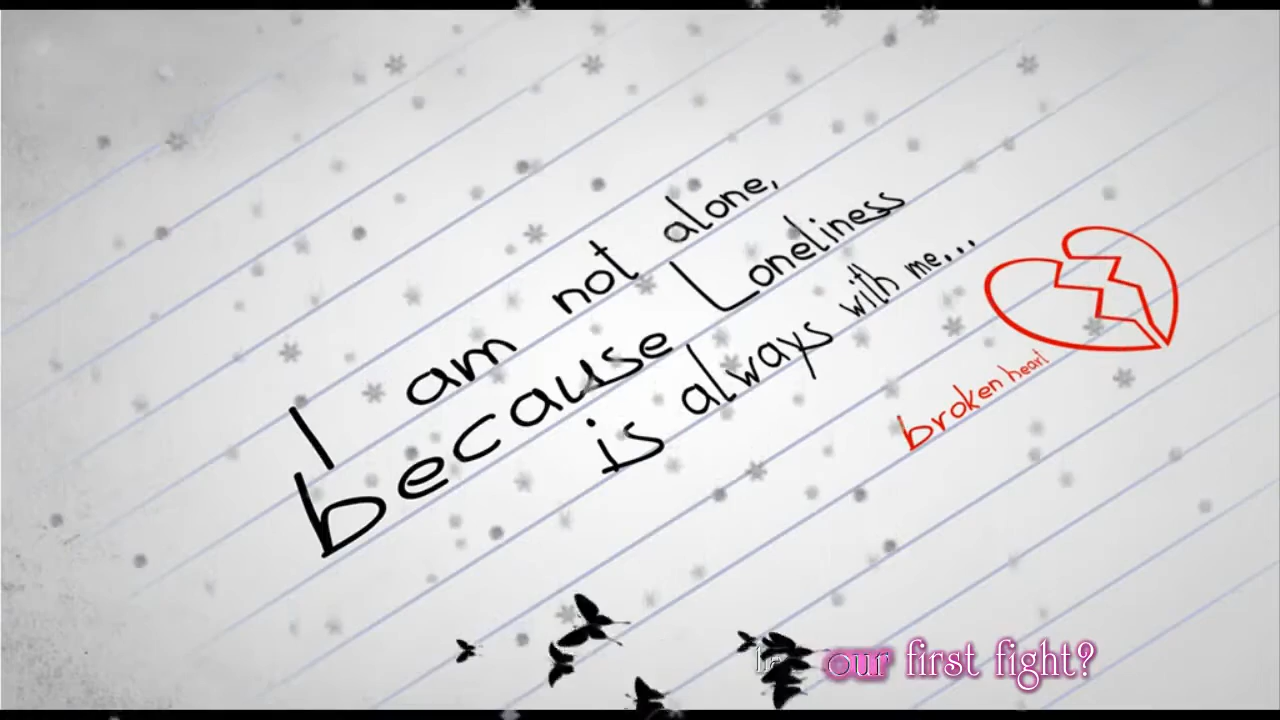 I am not alone,
because Loneliness
is always with me...
broken heart
our first fight?